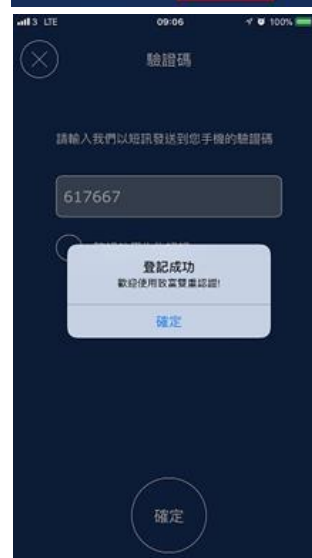 3 LTE 09:06 100%
驗證碼
請輸入我們以短訊發送到您手機的驗證碼
617667
登記成功
歡迎使用致富雙重認證!
確定
確定